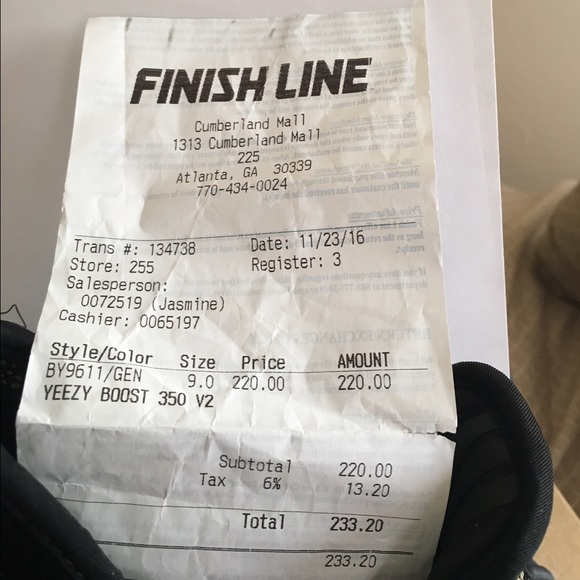 FINISH LINE
Cumberland Mall
1313 Cumberland Mall
225
Atlanta, GA 30339
770-434-0024
Trans #: 134738 Date: 11/23/16
Store: 255 Register: 3
Salesperson:
0072519 (Jasmine)
Cashier: 0065197
Style/Color Size Price AMOUNT
BY9611/GEN 9.0 220.00 220.00
YEEZY BOOST 350 V2
Subtotal 220.00
Tax 6% 13.20
Total 233.20
233.20